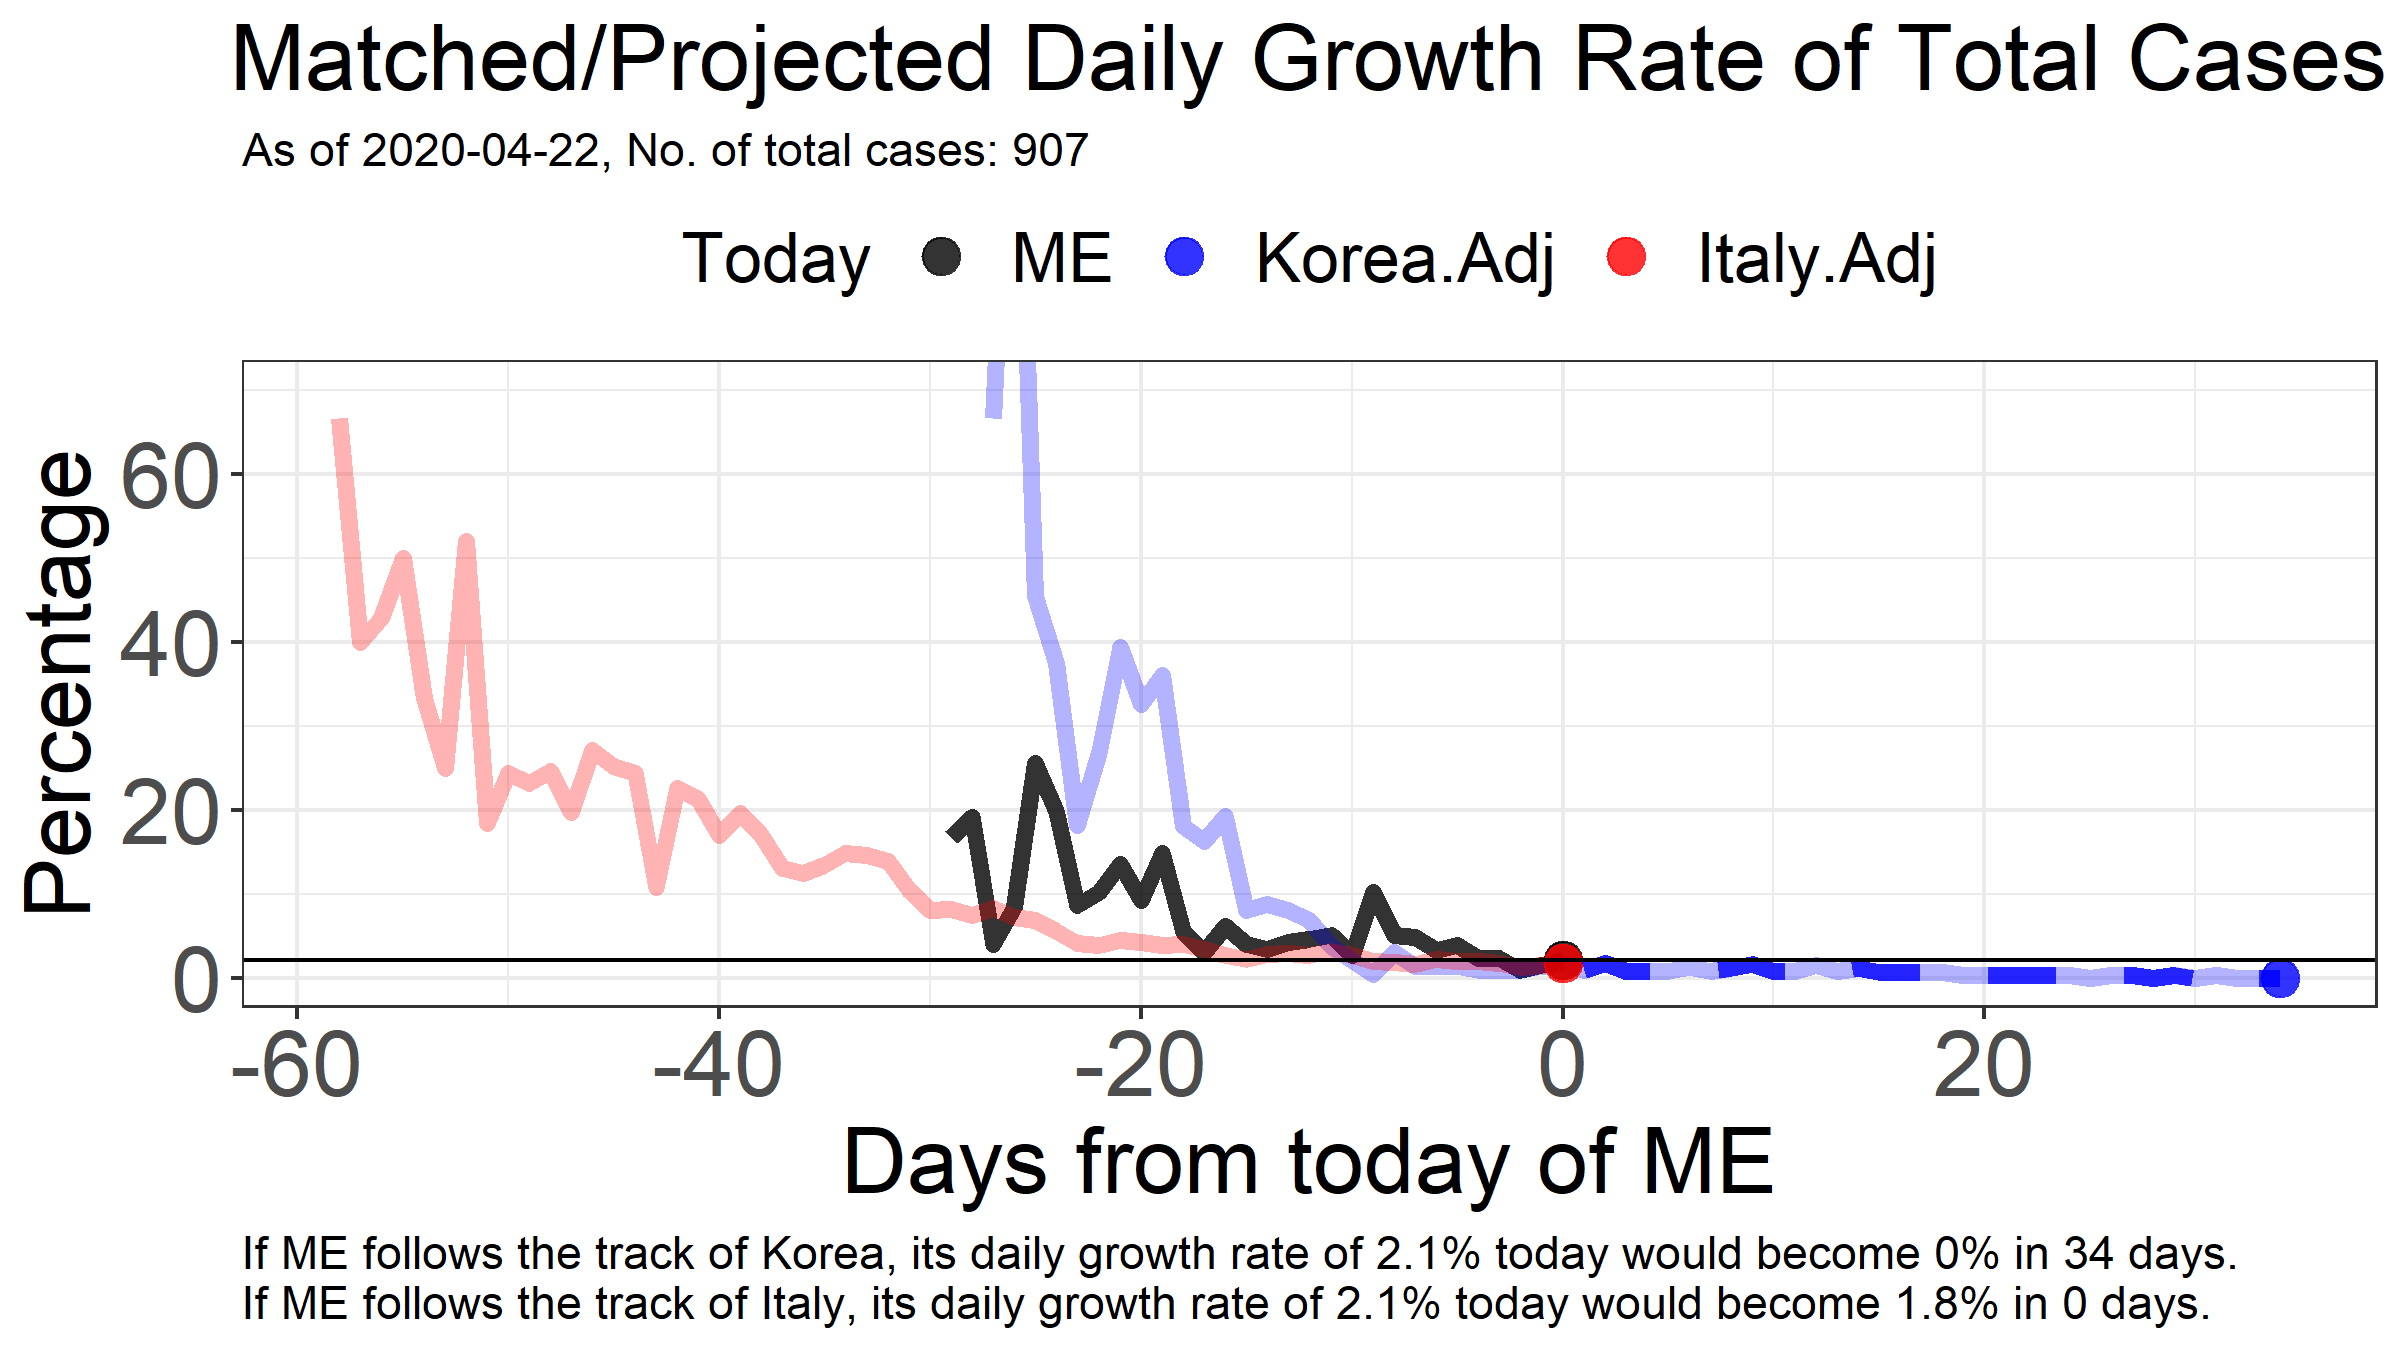 Matched/Projected Daily Growth Rate of Total Cases
As of 2020-04-22, No. of total cases: 907
Today ME Korea.Adj Italy.Adj
Percentage
60
40
20
0
-60 -40 -20 0 20
Days from today of ME
If ME follows the track of Korea, its daily growth rate of 2.1% today would become 0% in 34 days.
If ME follows the track of Italy, its daily growth rate of 2.1% today would become 1.8% in 0 days.